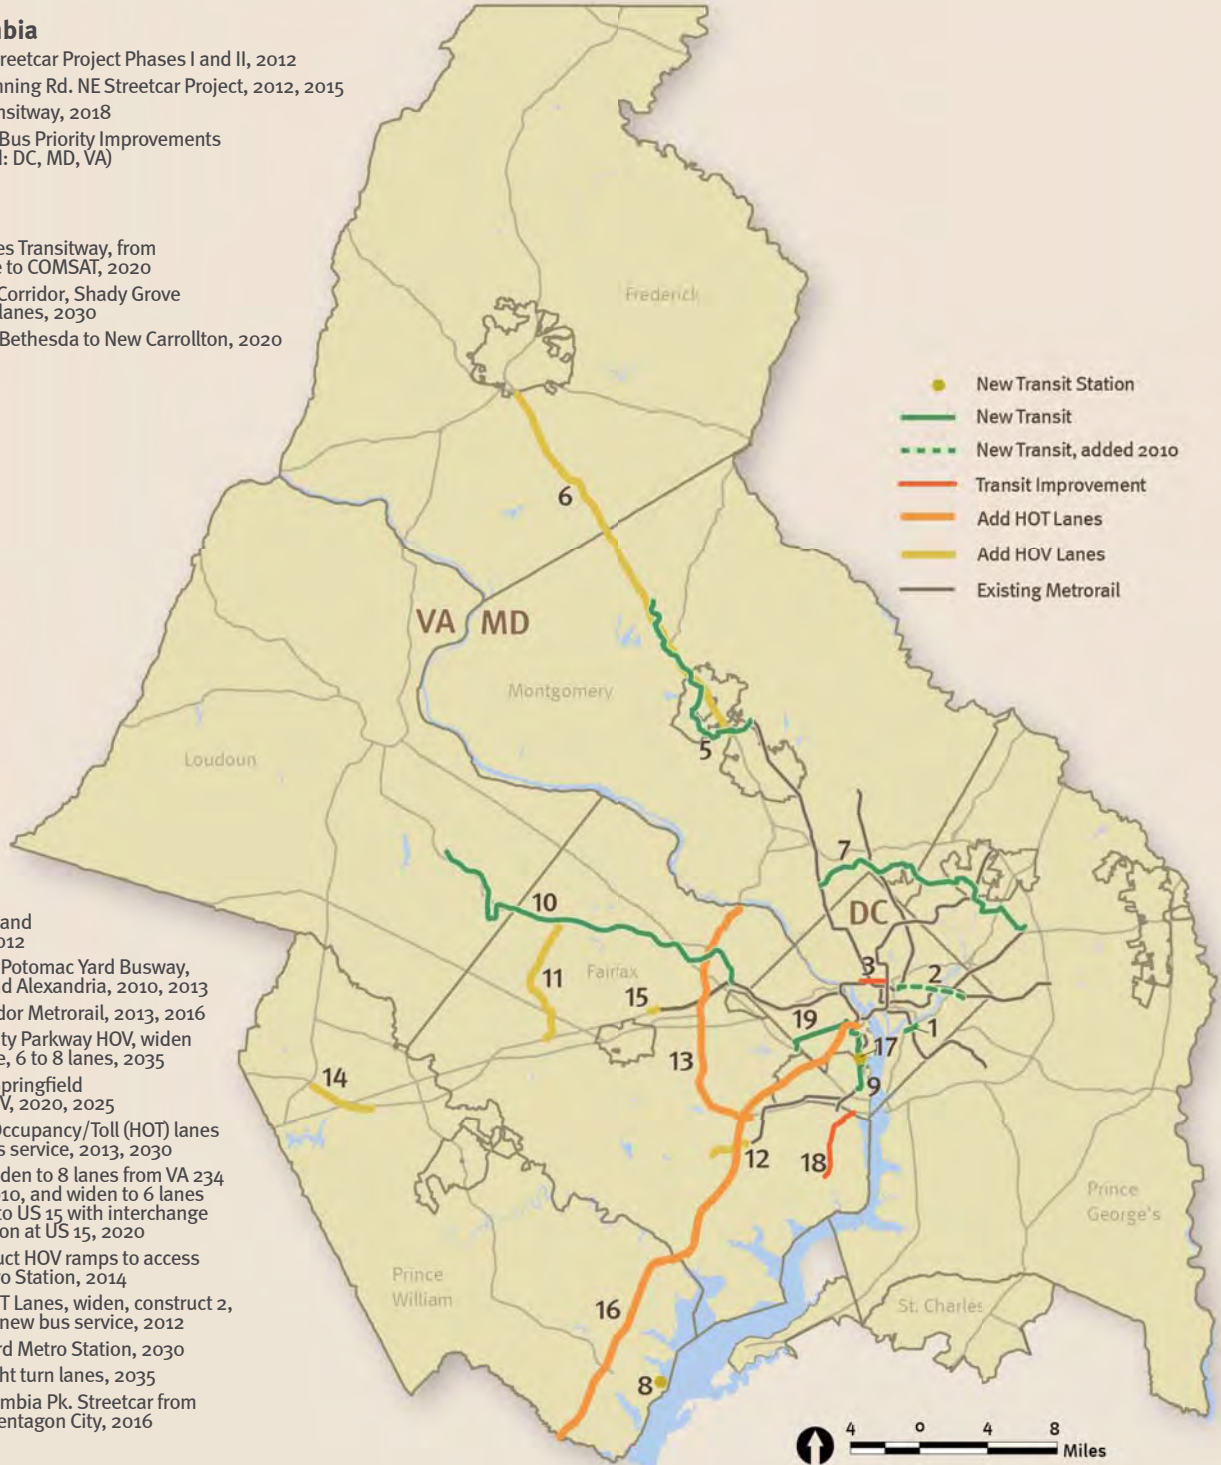 bia
reetcar Project Phases I and II, 2012
nning Rd. NE Streetcar Project, 2012, 2015
nsitway, 2018
Bus Priority Improvements
l: DC, MD, VA)
es Transitway, from
e to COMSAT, 2020
Corridor, Shady Grove
lanes, 2030
Bethesda to New Carrollton, 2020
Frederick
New Transit Station
New Transit
New Transit, added 2010
Transit Improvement
Add HOT Lanes
Add HOV Lanes
Existing Metrorail
6
VA MD
Montgomery
5
Loudoun
7
DC
10
11
Fairfax
15
3
2
19
1
17
13
9
14
12
18
Prince
George's
Prince
William
St. Charles
16
8
and
012
Potomac Yard Busway,
nd Alexandria, 2010, 2013
dor Metrorail, 2013, 2016
ty Parkway HOV, widen
e, 6 to 8 lanes, 2035
Springfield
V, 2020, 2025
Occupancy/Toll (HOT) lanes
s service, 2013, 2030
den to 8 lanes from VA 234
10, and widen to 6 lanes
to US 15 with interchange
on at US 15, 2020
uct HOV ramps to access
ro Station, 2014
T Lanes, widen, construct 2,
new bus service, 2012
rd Metro Station, 2030
ht turn lanes, 2035
mbia Pk. Streetcar from
entagon City, 2016
4 0 4 8
Miles